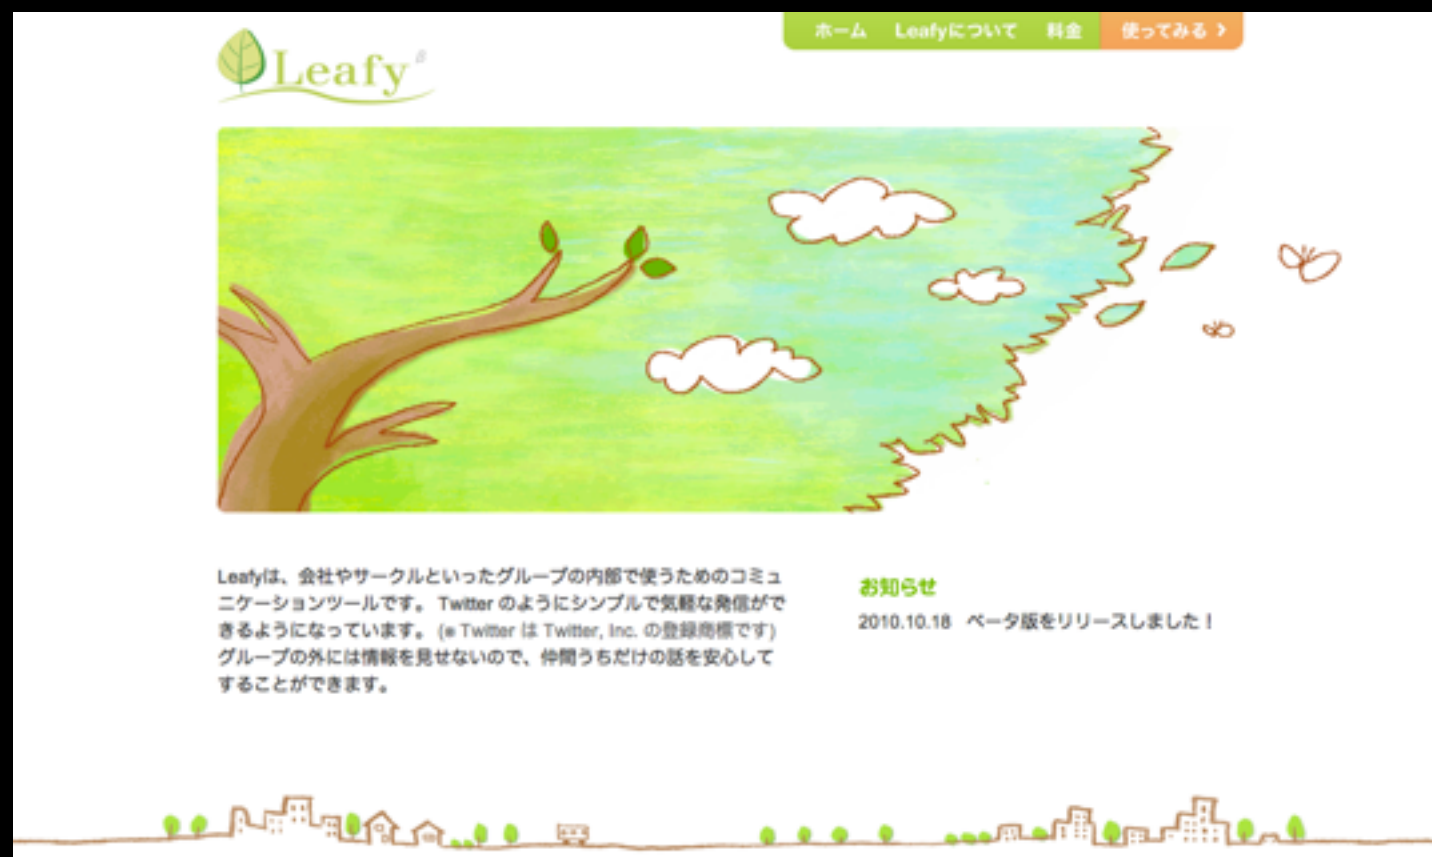 Leafy β
ホーム Leafyについて 料金 使ってみる
Leafyは、会社やサークルといったグループの内部で使うためのコミュ
ニケーションツールです。 Twitter のようにシンプルで気軽な発信がで
きるようになっています。 (※ Twitter は Twitter, Inc. の登録商標です)
グループの外には情報を見せないので、仲間うちだけの話を安心して
することができます。
お知らせ
2010.10.18 ベータ版をリリースしました！